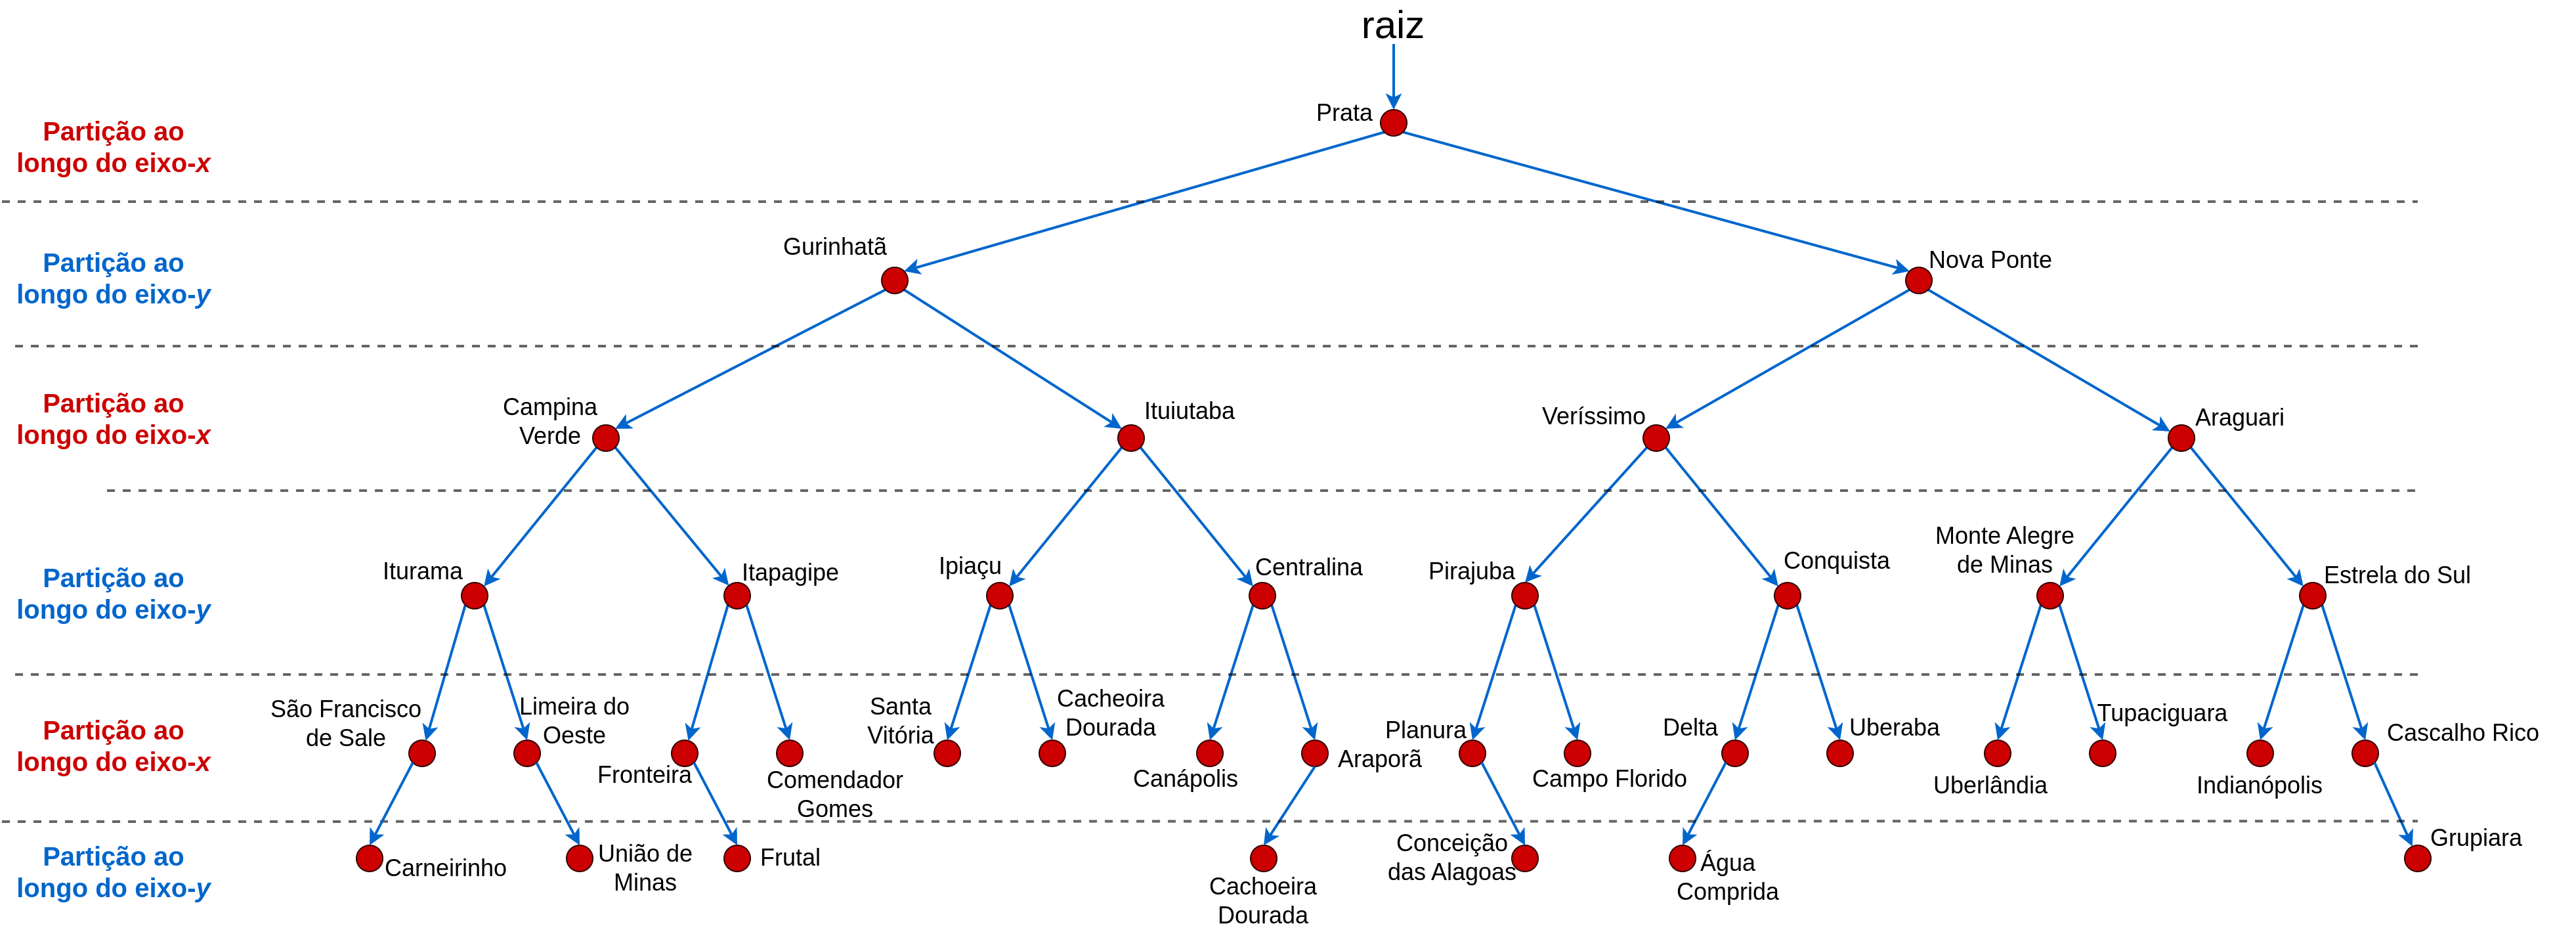 raiz
Prata
Partição ao
longo do eixo-x
Gurinhatã
Nova Ponte
Partição ao
longo do eixo-y
Campina
Verde
Ituiutaba
Veríssimo
Araguari
Partição ao
longo do eixo-x
Iturama
Itapagipe
Ipiaçu
Centralina
Pirajuba
Conquista
Monte Alegre
de Minas
Estrela do Sul
Partição ao
longo do eixo-y
São Francisco
de Sale
Limeira do
Oeste
Fronteira
Comendador
Gomes
Santa
Vitória
Cacheoira
Dourada
Canápolis
Araporã
Planura
Campo Florido
Delta
Uberaba
Uberlândia
Tupaciguara
Indianópolis
Cascalho Rico
Partição ao
longo do eixo-x
Partição ao
longo do eixo-y
Carneirinho
União de
Minas
Frutal
Cachoeira
Dourada
Conceição
das Alagoas
Água
Comprida
Grupiara